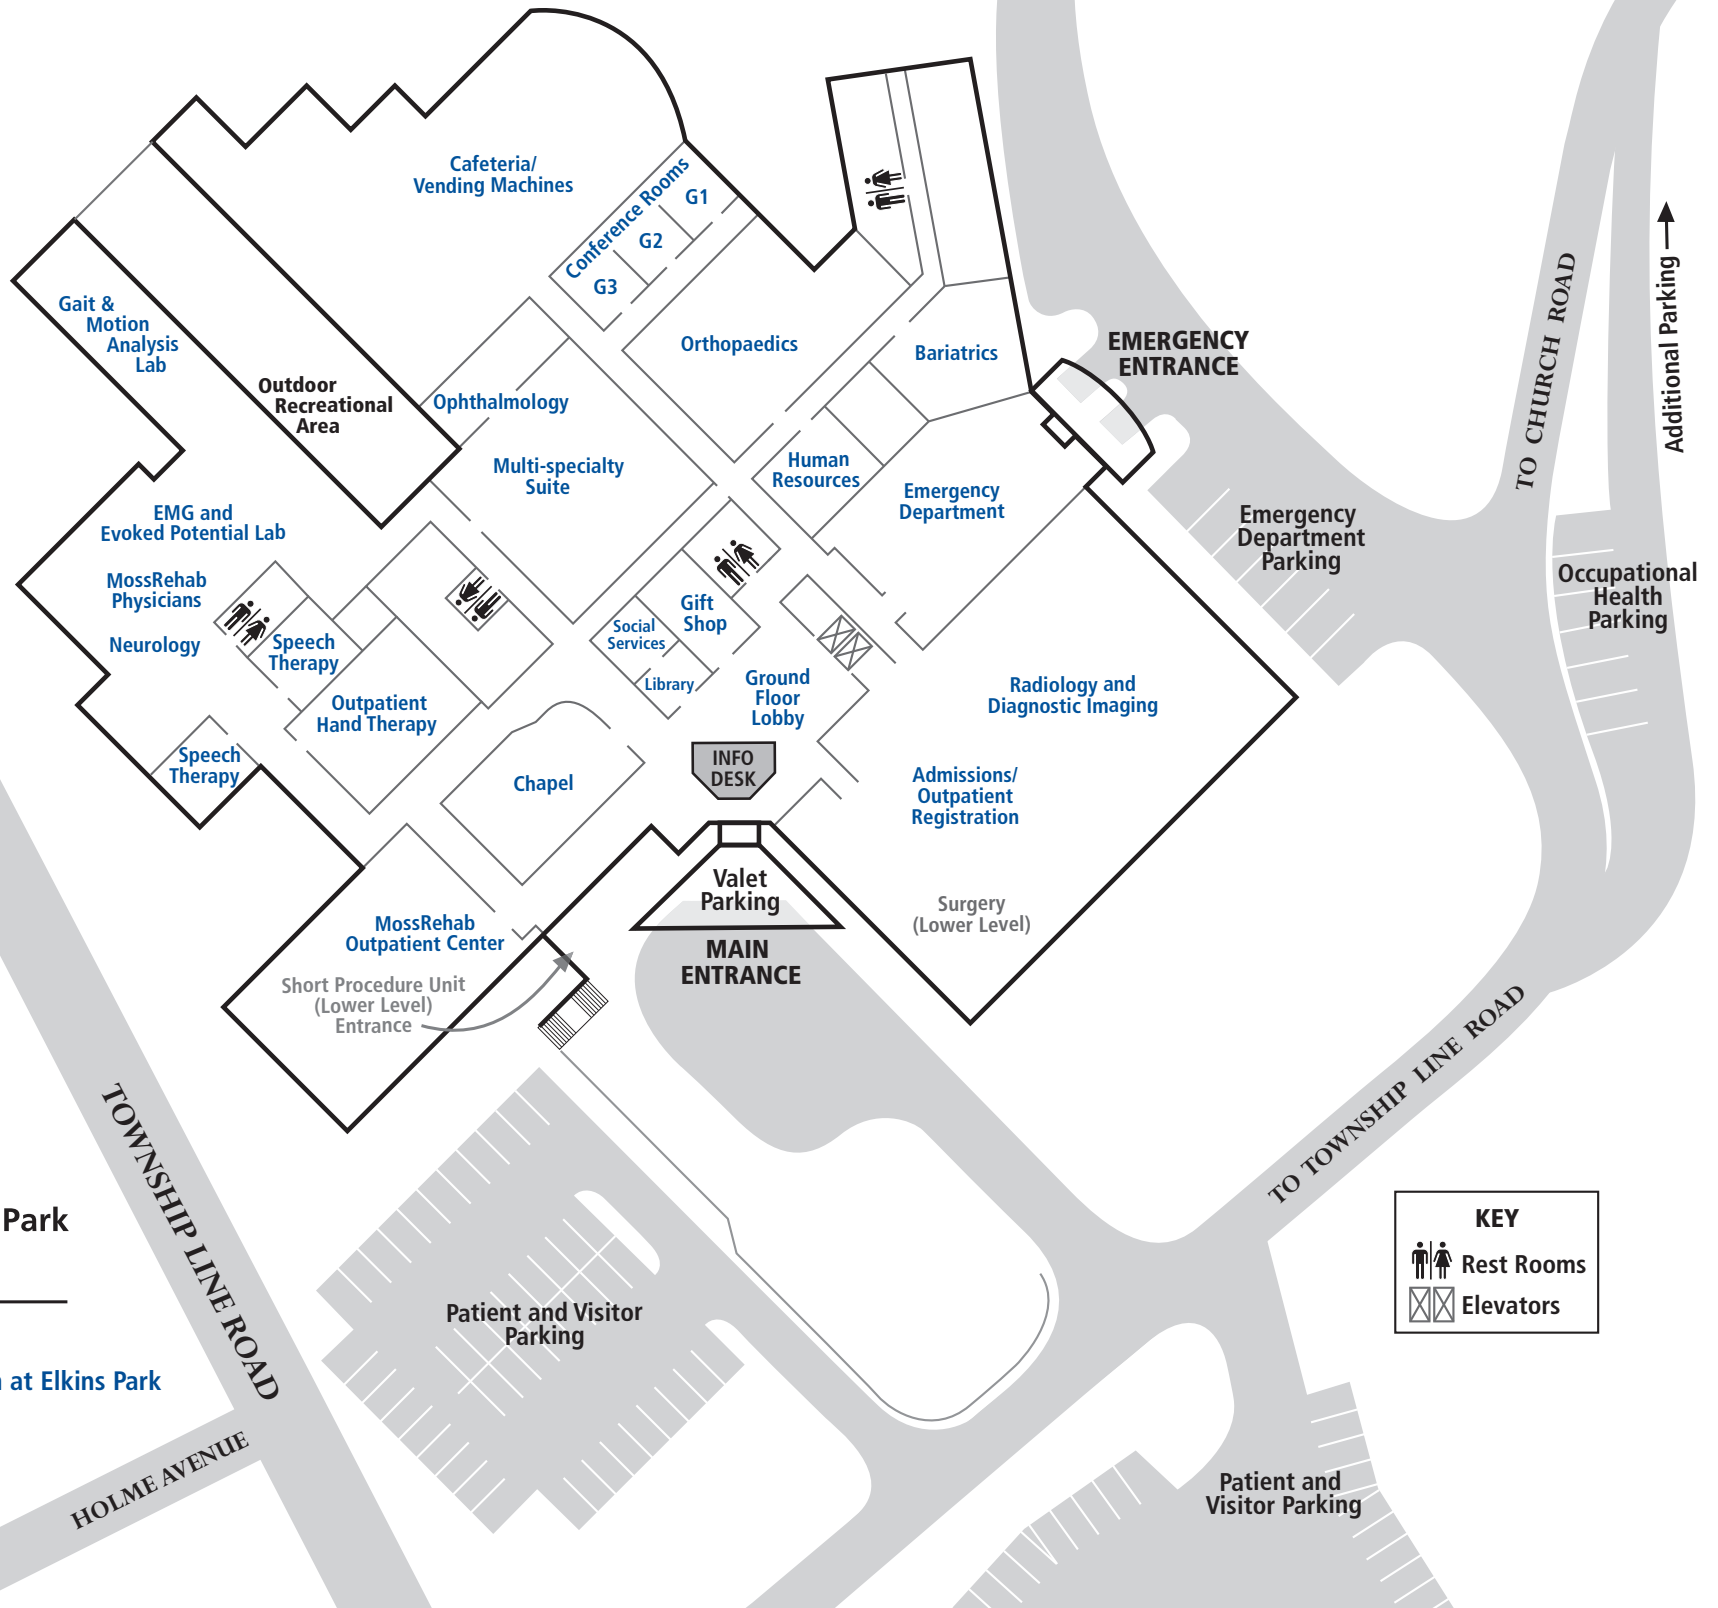 Cafeteria/
Vending Machines
Conference Rooms
G1
G2
G3
Gait &
Motion
Analysis
Lab
Outdoor
Recreational
Area
Ophthalmology
Orthopaedics
Bariatrics
EMERGENCY
ENTRANCE
TO CHURCH ROAD
Additional Parking
Multi-specialty
Suite
Human
Resources
Emergency
Department
EMG and
Evoked Potential Lab
MossRehab
Physicians
Neurology
Emergency
Department
Parking
Occupational
Health
Parking
Speech
Therapy
Gift
Shop
Social
Services
Library
Ground
Floor
Lobby
Radiology and
Diagnostic Imaging
Outpatient
Hand Therapy
Speech
Therapy
Chapel
INFO
DESK
Admissions/
Outpatient
Registration
Valet
Parking
MAIN
ENTRANCE
Surgery
(Lower Level)
MossRehab
Outpatient Center
Short Procedure Unit
(Lower Level)
Entrance
TO TOWNSHIP LINE ROAD
TOWNSHIP LINE ROAD
Park
KEY
Rest Rooms
Elevators
Patient and Visitor
Parking
at Elkins Park
HOLME AVENUE
Patient and
Visitor Parking